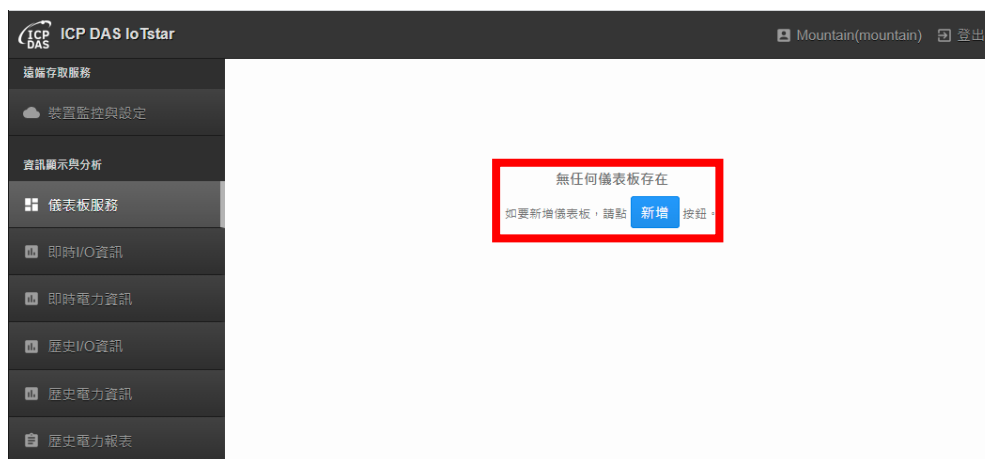 ICP DAS
ICP DAS IoTstar
Mountain(mountain)
登出
遠端存取服務
裝置監控與設定
資訊顯示與分析
儀表板服務
即時I/O資訊
即時電力資訊
歷史I/O資訊
歷史電力資訊
歷史電力報表
無任何儀表板存在
如要新增儀表板，請點 新增 按鈕。